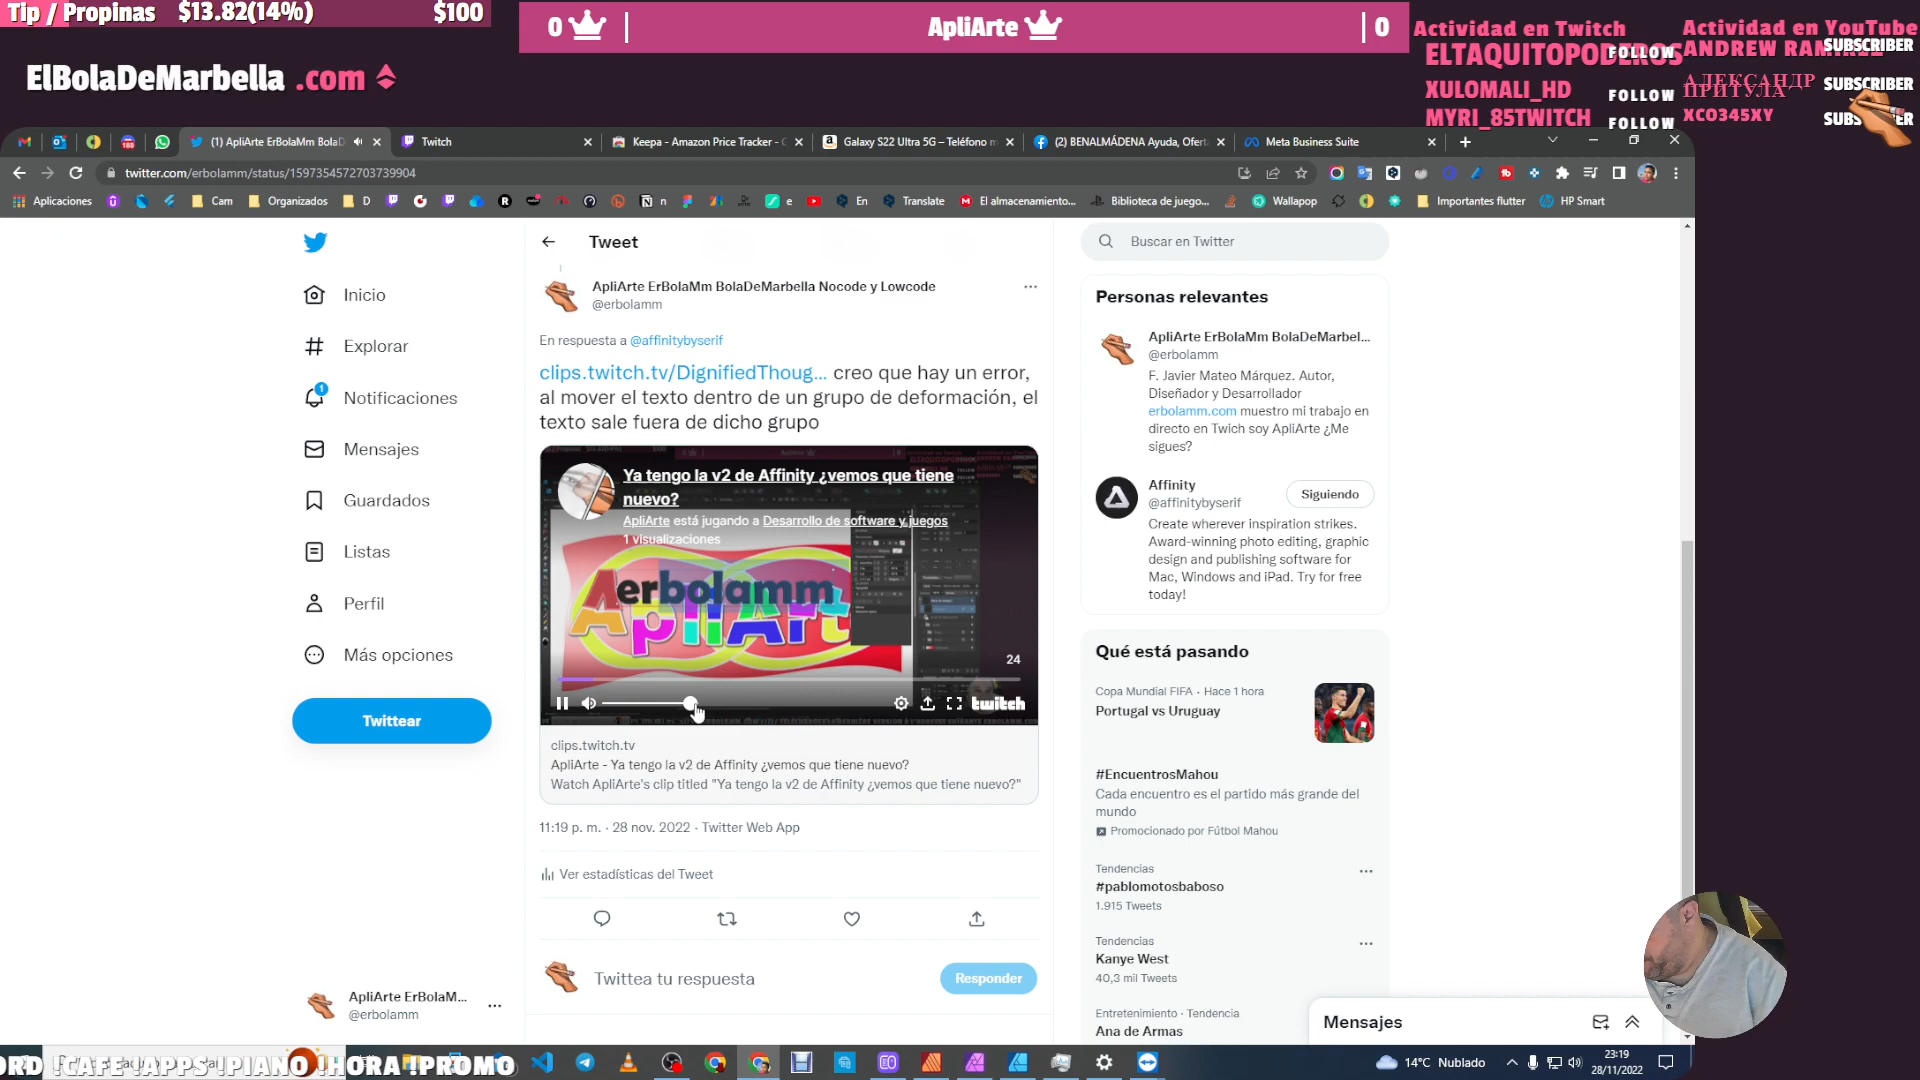 Tip / Propinas $13.82(14%) $100
0 ApliArte 0
Actividad en Twitch
ELTAQUITOPODEROS FOLLOW
XULOMALI_HD FOLLOW
MYRI_85TWITCH FOLLOW
Actividad en YouTube
SUBSCRIBER
АЛЕКСАНДР ПРИТУЛА SUBSCRIBER
XCO345XY
ElBolaDeMarbella .com
(1) ApliArte ErBolaMm BolaD
Twitch
Keepa - Amazon Price Tracker - C
Galaxy S22 Ultra 5G – Teléfono m
(2) BENALMÁDENA Ayuda, Ofert
Meta Business Suite
twitter.com/erbolamm/status/1597354572703739904
Aplicaciones Cam Organizados D n e En Translate El almacenamiento... Biblioteca de juego... Wallapop Importantes flutter HP Smart
Inicio
Explorar
1
Notificaciones
Mensajes
Guardados
Listas
Perfil
Más opciones
Twittear
ApliArte ErBolaM...
@erbolamm
Tweet
ApliArte ErBolaMm BolaDeMarbella Nocode y Lowcode
@erbolamm
En respuesta a @affinitybyserif
clips.twitch.tv/DignifiedThoug... creo que hay un error,
al mover el texto dentro de un grupo de deformación, el
texto sale fuera de dicho grupo
Ya tengo la v2 de Affinity ¿vemos que tiene
nuevo?
ApliArte está jugando a Desarrollo de software y juegos
1 visualizaciones
Aerbolamm
ApliArt
24
twitch
clips.twitch.tv
ApliArte - Ya tengo la v2 de Affinity ¿vemos que tiene nuevo?
Watch ApliArte's clip titled "Ya tengo la v2 de Affinity ¿vemos que tiene nuevo?"
11:19 p. m. · 28 nov. 2022 · Twitter Web App
Ver estadísticas del Tweet
Twittea tu respuesta
Responder
Buscar en Twitter
Personas relevantes
ApliArte ErBolaMm BolaDeMarbel...
@erbolamm
F. Javier Mateo Márquez. Autor,
Diseñador y Desarrollador
erbolamm.com muestro mi trabajo en
directo en Twich soy ApliArte ¿Me
sigues?
Affinity
@affinitybyserif
Siguiendo
Create wherever inspiration strikes.
Award-winning photo editing, graphic
design and publishing software for
Mac, Windows and iPad. Try for free
today!
Qué está pasando
Copa Mundial FIFA · Hace 1 hora
Portugal vs Uruguay
#EncuentrosMahou
Cada encuentro es el partido más grande del
mundo
Promocionado por Fútbol Mahou
Tendencias
#pablomotosbaboso
1.915 Tweets
Tendencias
Kanye West
40,3 mil Tweets
Entretenimiento · Tendencia
Ana de Armas
Mensajes
ORD !CAFE !APPS !PIANO !HORA !PROMO
14°C Nublado
23:19
28/11/2022